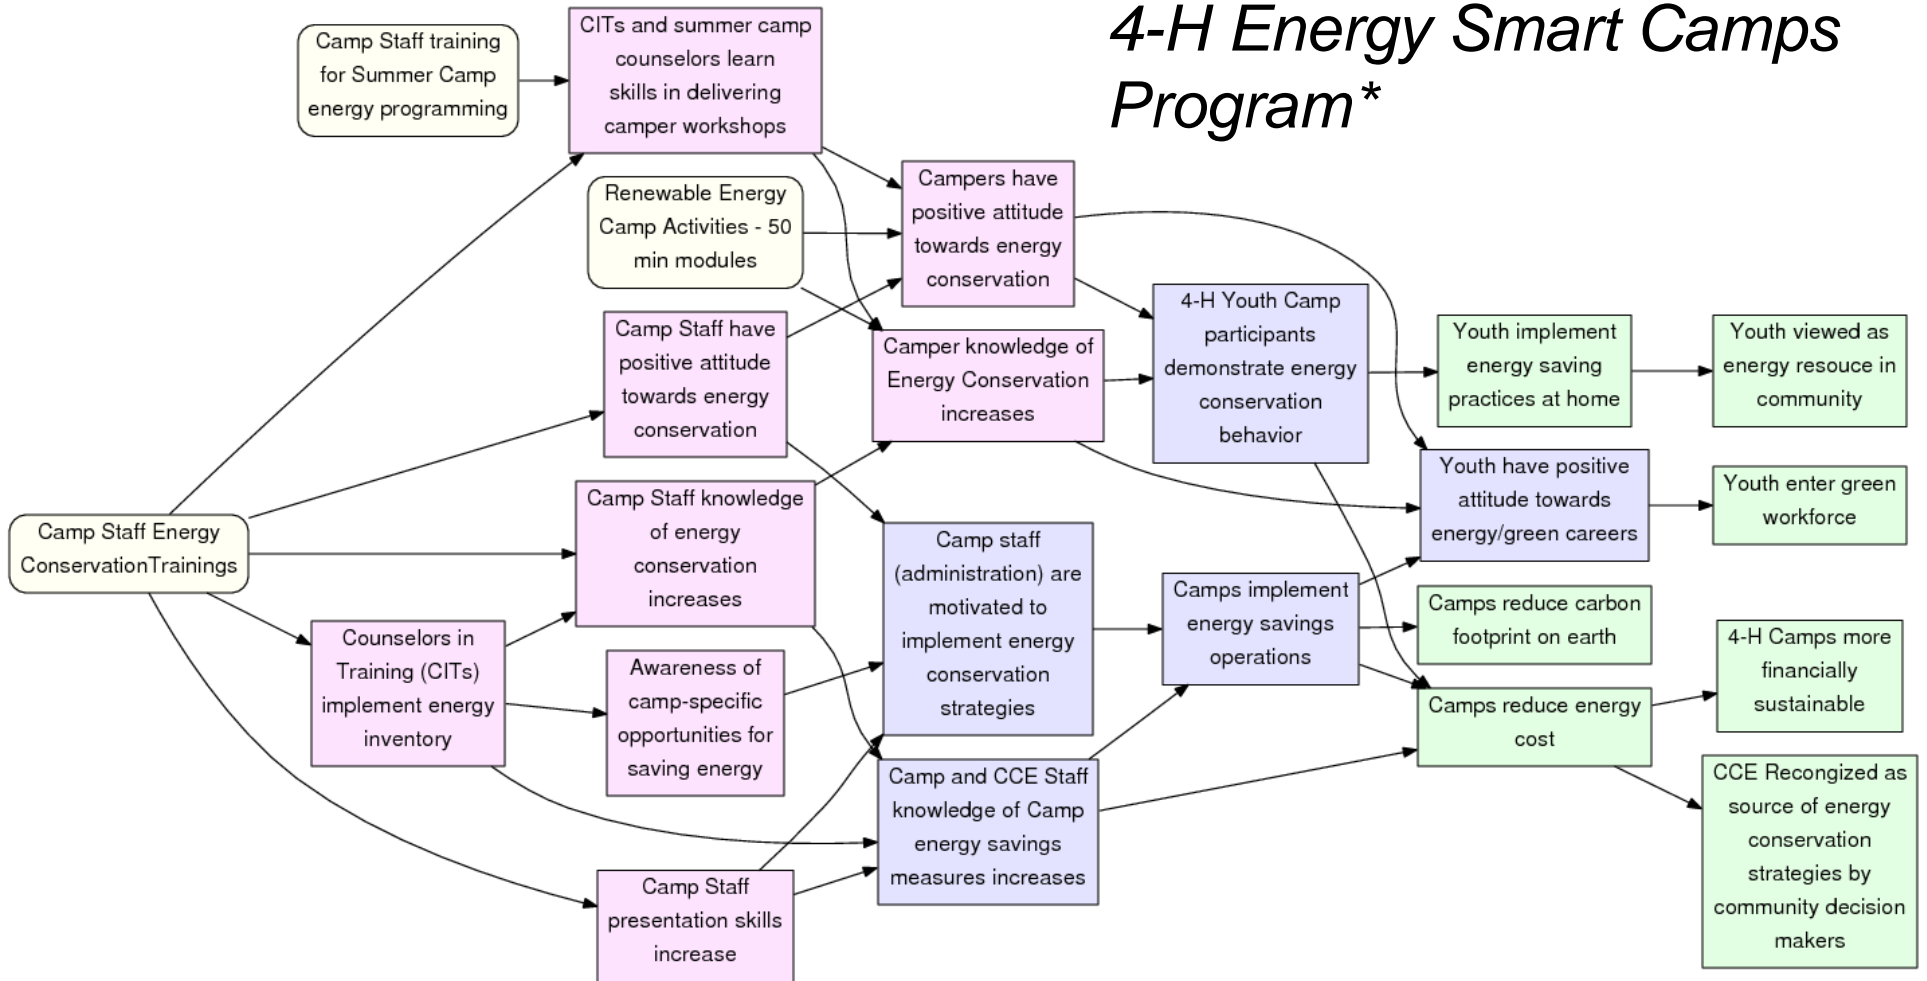 4-H Energy Smart Camps
Program*
Camp Staff training
for Summer Camp
energy programming
CITs and summer camp
counselors learn
skills in delivering
camper workshops
Renewable Energy
Camp Activities - 50
min modules
Campers have
positive attitude
towards energy
conservation
Camp Staff have
positive attitude
towards energy
conservation
Camper knowledge of
Energy Conservation
increases
4-H Youth Camp
participants
demonstrate energy
conservation
behavior
Youth implement
energy saving
practices at home
Youth viewed as
energy resouce in
community
Youth have positive
attitude towards
energy/green careers
Youth enter green
workforce
Camp Staff Energy
ConservationTrainings
Camp Staff knowledge
of energy
conservation
increases
Camp staff
(administration) are
motivated to
implement energy
conservation
strategies
Camps implement
energy savings
operations
Camps reduce carbon
footprint on earth
Counselors in
Training (CITs)
implement energy
inventory
Awareness of
camp-specific
opportunities for
saving energy
4-H Camps more
financially
sustainable
Camps reduce energy
cost
Camp and CCE Staff
knowledge of Camp
energy savings
measures increases
CCE Recongized as
source of energy
conservation
strategies by
community decision
makers
Camp Staff
presentation skills
increase